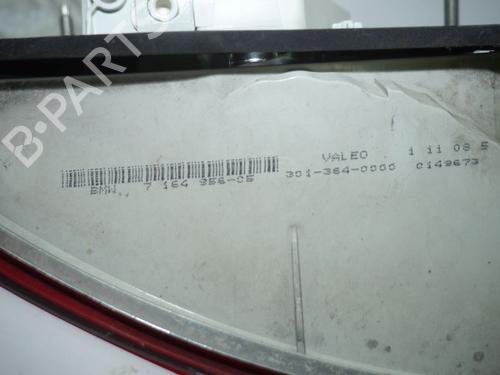 B-PARTS
VALEO 1 11 08 5
BMW 7 164 956-05 301-364-0000 0149673